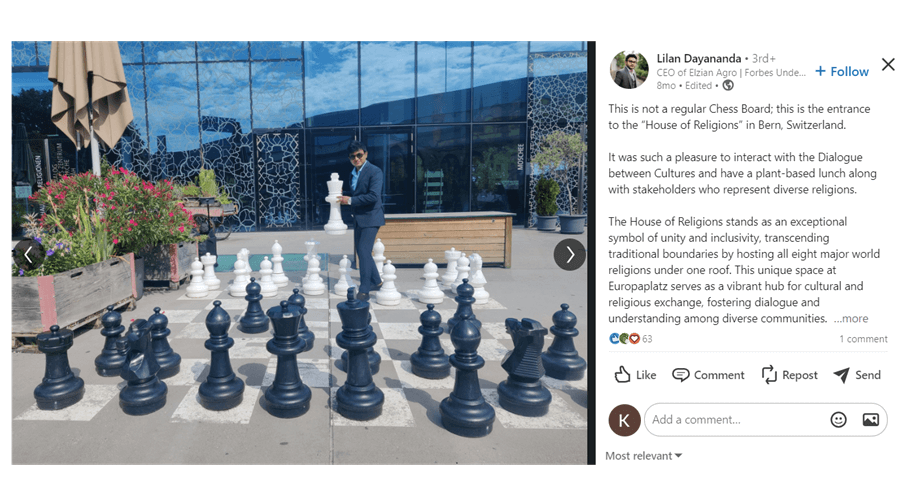 RELIGIONEN
MOSCHEE
Lilan Dayananda • 3rd+
CEO of Elzian Agro | Forbes Unde...
8mo • Edited •
+ Follow
This is not a regular Chess Board; this is the entrance
to the “House of Religions” in Bern, Switzerland.
It was such a pleasure to interact with the Dialogue
between Cultures and have a plant-based lunch along
with stakeholders who represent diverse religions.
The House of Religions stands as an exceptional
symbol of unity and inclusivity, transcending
traditional boundaries by hosting all eight major world
religions under one roof. This unique space at
Europaplatz serves as a vibrant hub for cultural and
religious exchange, fostering dialogue and
understanding among diverse communities. ...more
63
1 comment
Like
Comment
Repost
Send
K
Add a comment...
Most relevant